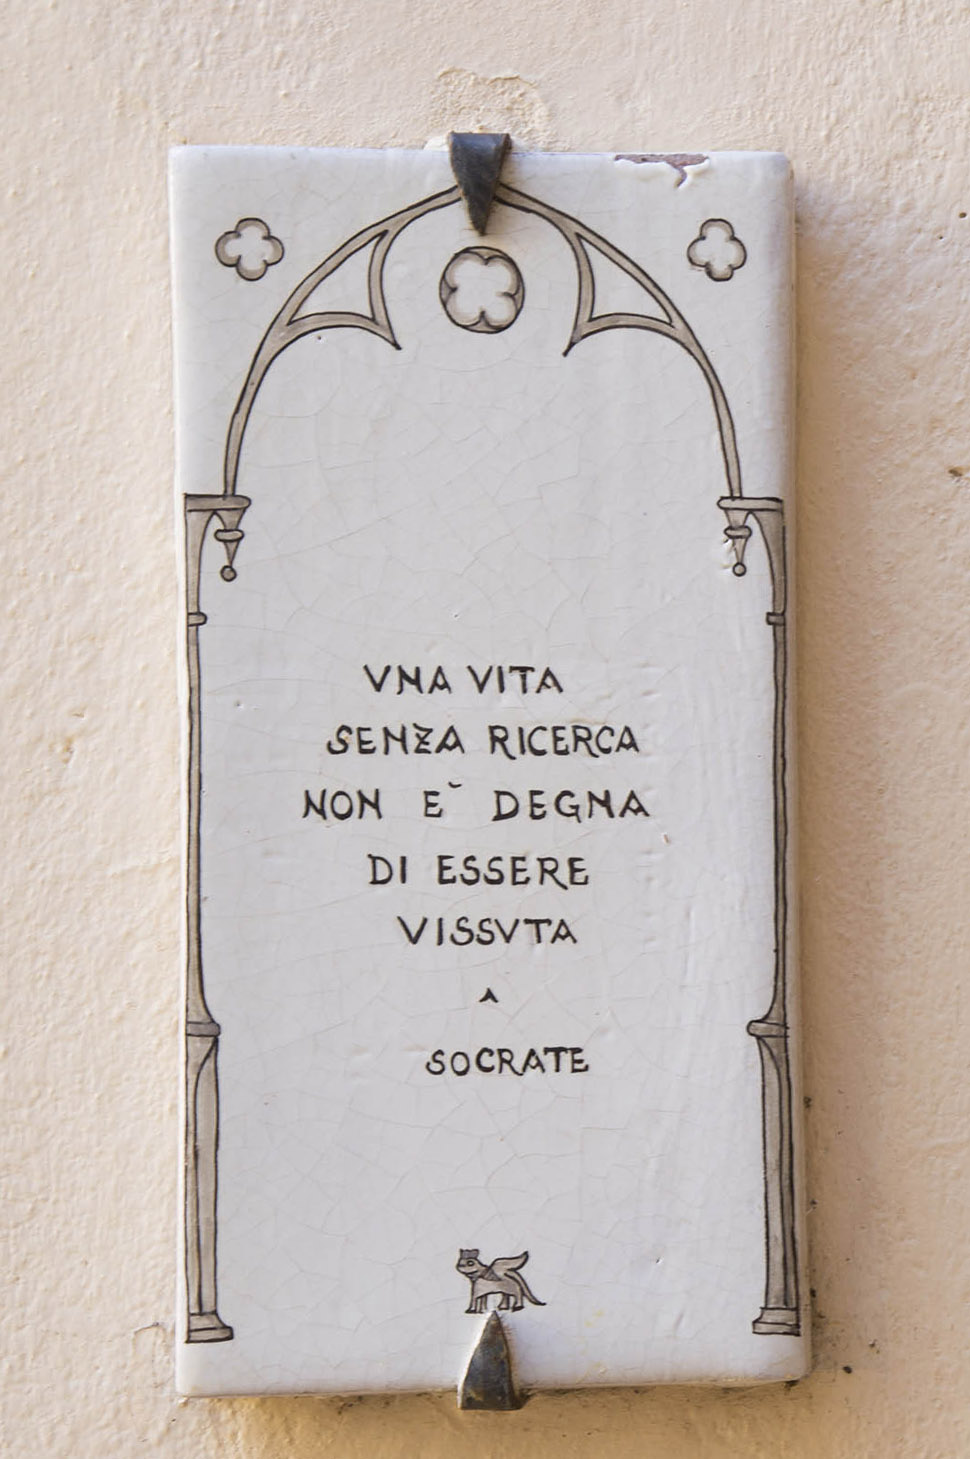 VNA VITA
SENZA RICERCA
NON E` DEGNA
DI ESSERE
VISSVTA
SOCRATE